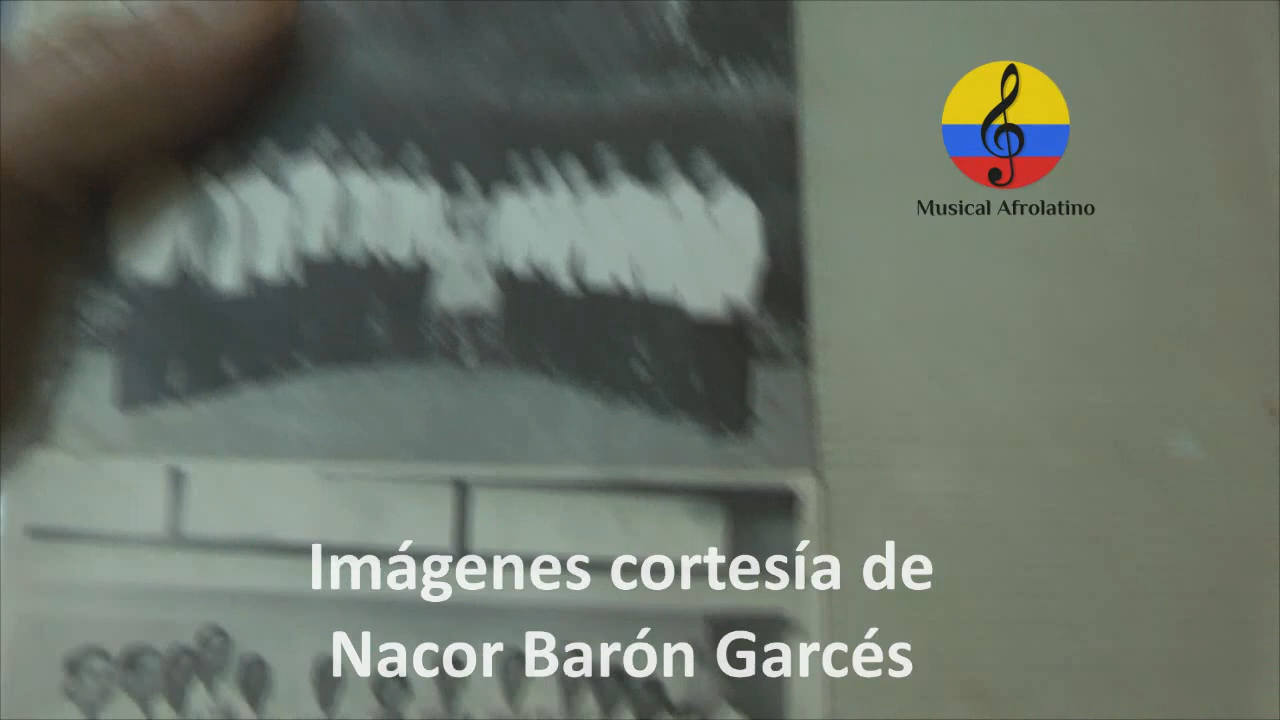 Musical Afrolatino
Imágenes cortesía de
Nacor Barón Garcés